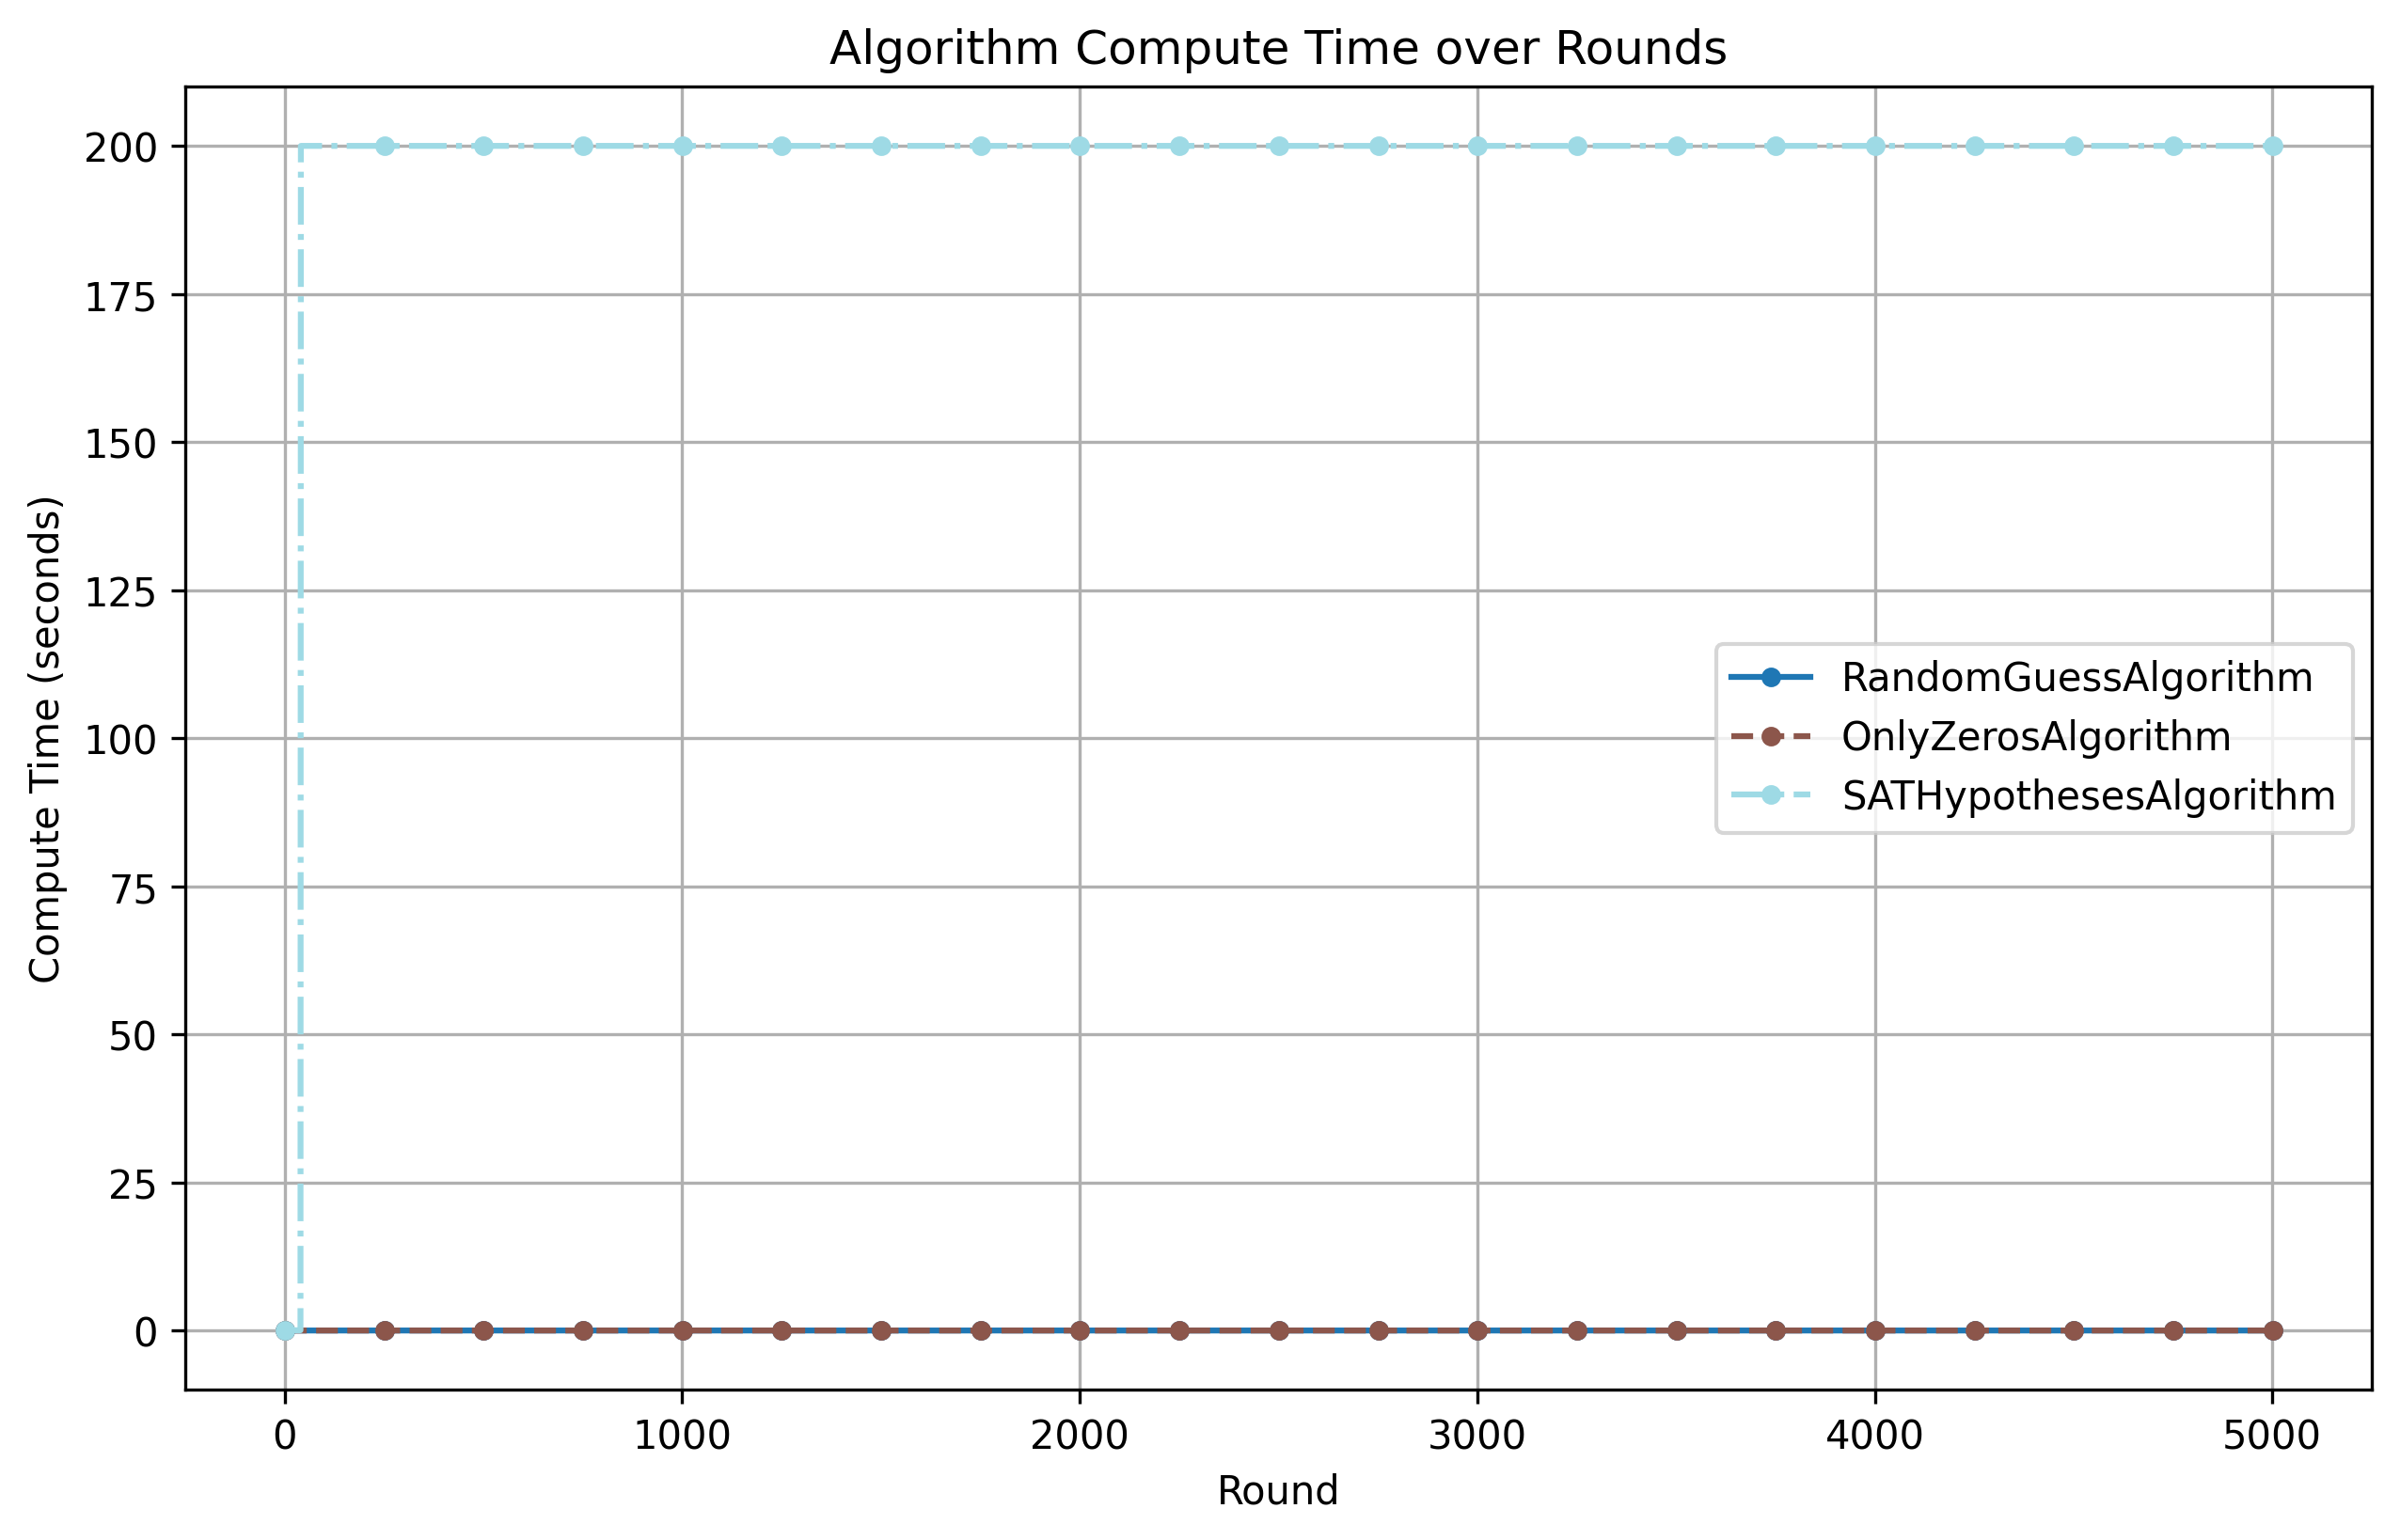 Algorithm Compute Time over Rounds
Compute Time (seconds)
200
175
150
125
100
75
50
25
0
RandomGuessAlgorithm
OnlyZerosAlgorithm
SATHypothesesAlgorithm
0 1000 2000 3000 4000 5000
Round